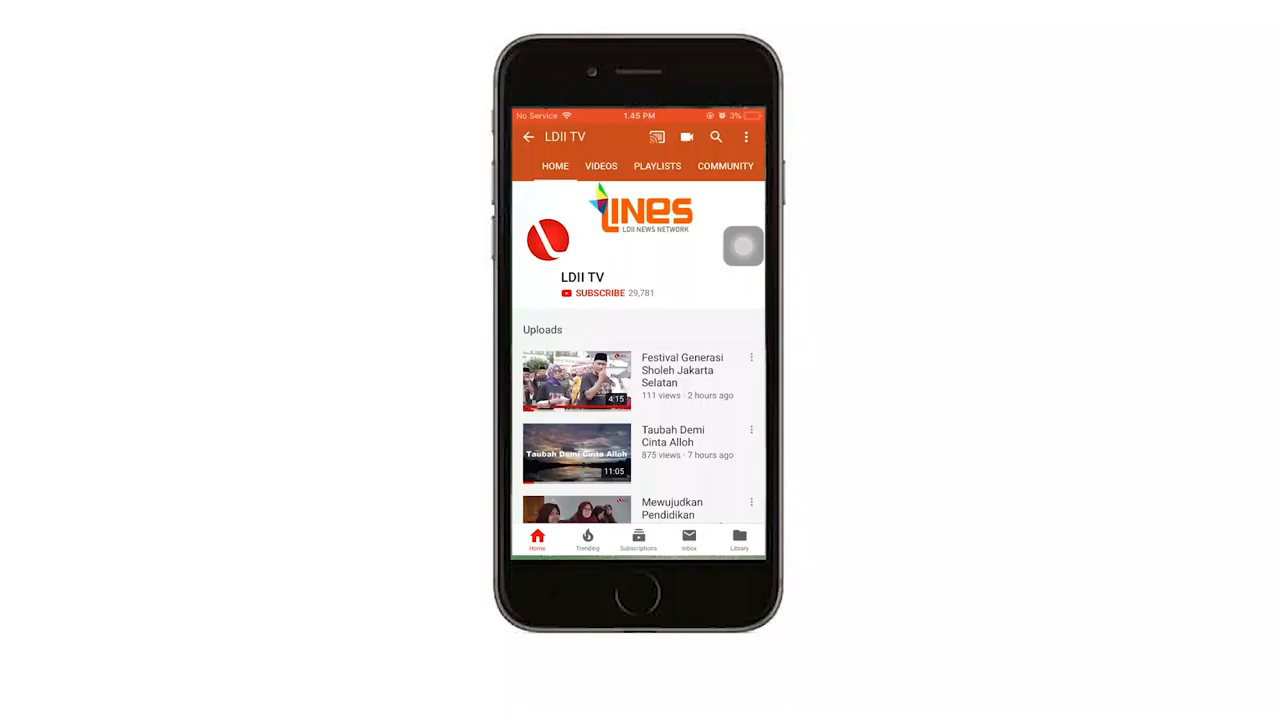 No Service 1.45 PM 3%
LDII TV
HOME VIDEOS PLAYLISTS COMMUNITY
LINES
LDII NEWS NETWORK
LDII TV
SUBSCRIBE 29,781
Uploads
Festival Generasi
Sholeh Jakarta
Selatan
111 views · 2 hours ago
4:15
Taubah Demi
Cinta Alloh
875 views · 7 hours ago
Taubah Demi Cinta Alloh
11:05
Mewujudkan
Pendidikan
Home Trending Subscriptions Inbox Library